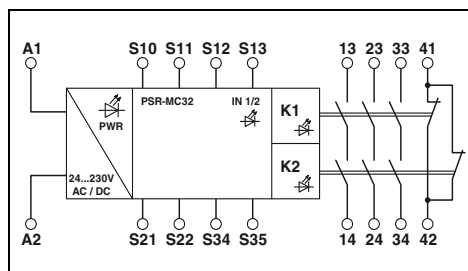 A1 S10 S11 S12 S13 13 23 33 41
PSR-MC32 IN 1/2 K1
PWR
K2
24...230V
AC / DC
A2 S21 S22 S34 S35 14 24 34 42